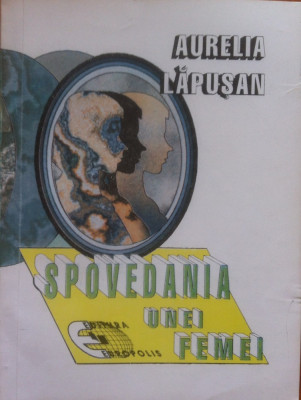 AURELIA
LĂPUŞAN
SPOVEDANIA
UNEI
FEMEI
EDITURA
EUROPOLIS